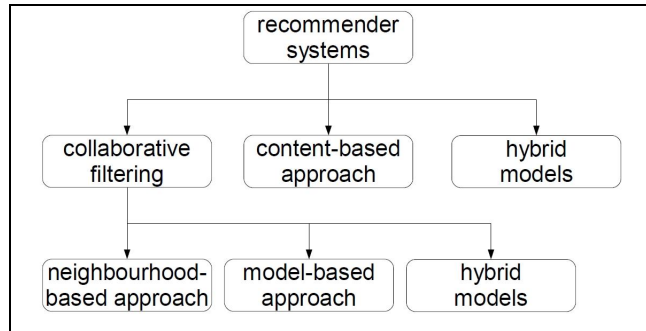 recommender
systems
collaborative
filtering
content-based
approach
hybrid
models
neighbourhood-
based approach
model-based
approach
hybrid
models